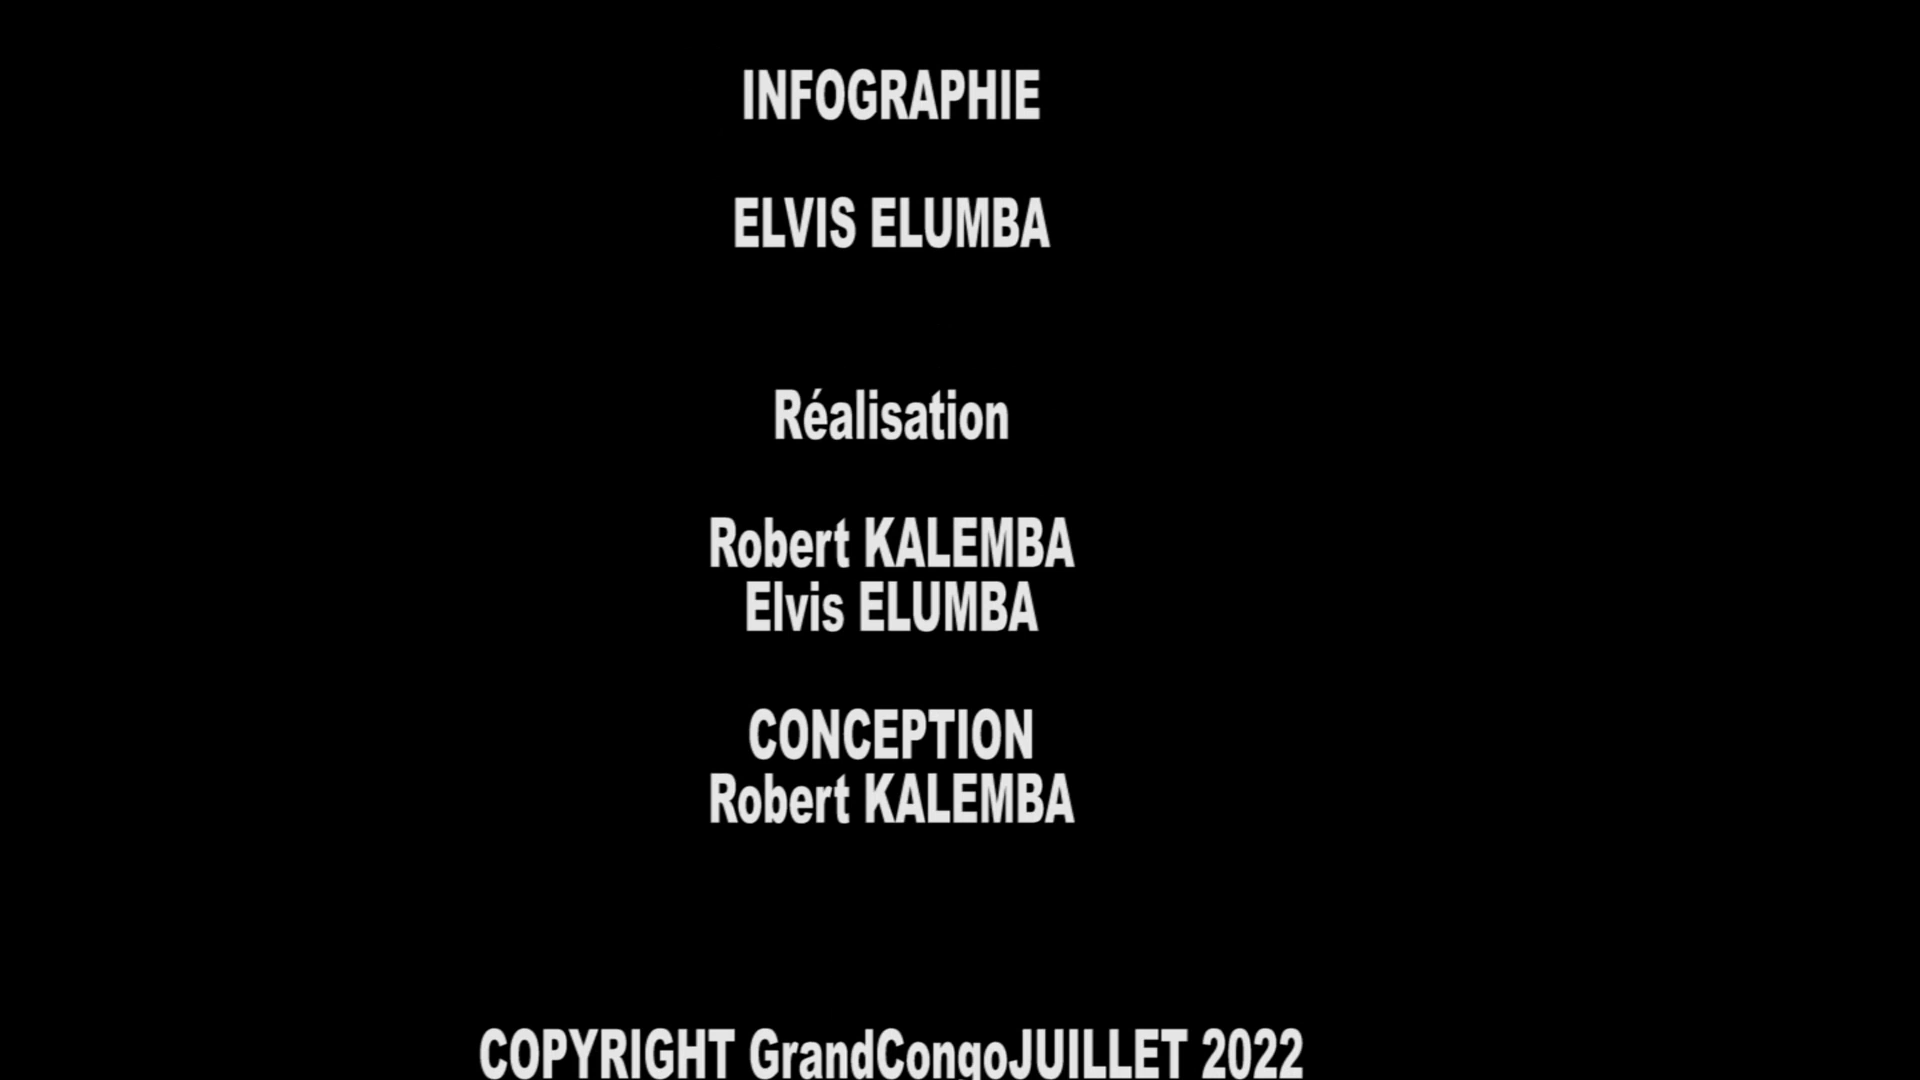 INFOGRAPHIE
ELVIS ELUMBA
Réalisation
Robert KALEMBA
Elvis ELUMBA
CONCEPTION
Robert KALEMBA
COPYRIGHT GrandCongoJUILLET 2022